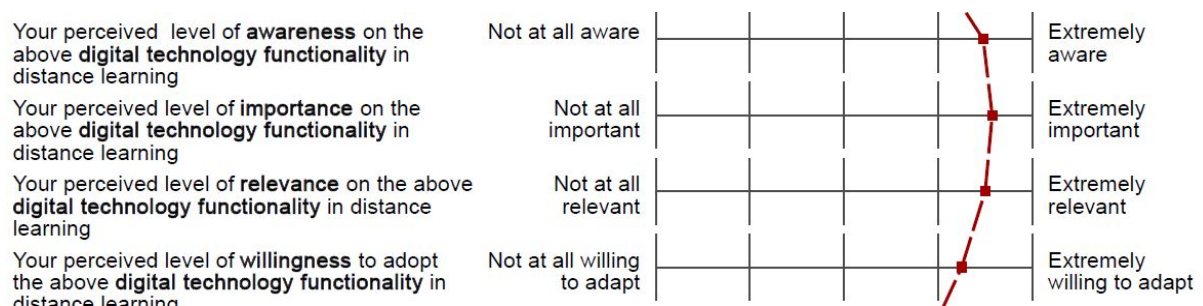 Your perceived level of awareness on the
above digital technology functionality in
distance learning
Not at all aware
Extremely
aware
Your perceived level of importance on the
above digital technology functionality in
distance learning
Not at all
important
Extremely
important
Your perceived level of relevance on the above
digital technology functionality in distance
learning
Not at all
relevant
Extremely
relevant
Your perceived level of willingness to adopt
the above digital technology functionality in
distance learning
Not at all willing
to adapt
Extremely
willing to adapt